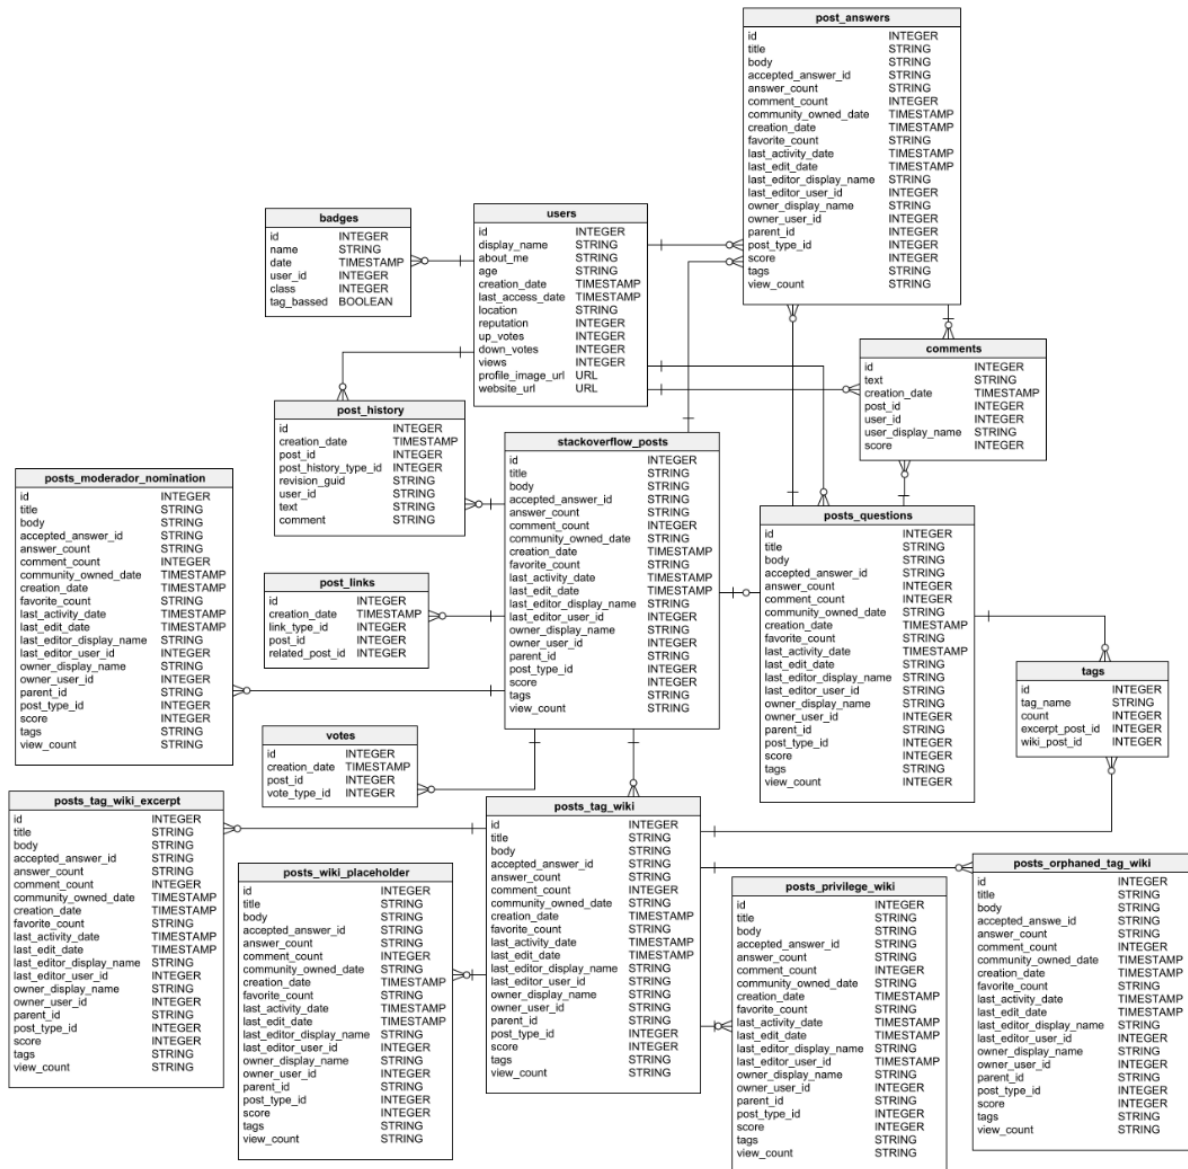 post_answers
id INTEGER
title STRING
body STRING
accepted_answer_id STRING
answer_count STRING
comment_count INTEGER
community_owned_date TIMESTAMP
creation_date TIMESTAMP
favorite_count STRING
last_activity_date TIMESTAMP
last_edit_date TIMESTAMP
last_editor_display_name STRING
last_editor_user_id INTEGER
owner_display_name STRING
owner_user_id INTEGER
parent_id INTEGER
post_type_id INTEGER
score INTEGER
tags STRING
view_count STRING
badges
id INTEGER
name STRING
date TIMESTAMP
user_id INTEGER
class INTEGER
tag_bassed BOOLEAN
users
id INTEGER
display_name STRING
about_me STRING
age STRING
creation_date TIMESTAMP
last_access_date TIMESTAMP
location STRING
reputation INTEGER
up_votes INTEGER
down_votes INTEGER
views INTEGER
profile_image_url URL
website_url URL
comments
id INTEGER
text STRING
creation_date TIMESTAMP
post_id INTEGER
user_id INTEGER
user_display_name STRING
score INTEGER
post_history
id INTEGER
creation_date TIMESTAMP
post_id INTEGER
post_history_type_id INTEGER
revision_guid STRING
user_id STRING
text STRING
comment STRING
stackoverflow_posts
id INTEGER
title STRING
body STRING
accepted_answer_id STRING
answer_count STRING
comment_count INTEGER
community_owned_date STRING
creation_date TIMESTAMP
favorite_count STRING
last_activity_date TIMESTAMP
last_edit_date TIMESTAMP
last_editor_display_name STRING
last_editor_user_id INTEGER
owner_display_name STRING
owner_user_id INTEGER
parent_id STRING
post_type_id INTEGER
score INTEGER
tags STRING
view_count STRING
posts_moderador_nomination
id INTEGER
title STRING
body STRING
accepted_answer_id STRING
answer_count STRING
comment_count INTEGER
community_owned_date TIMESTAMP
creation_date TIMESTAMP
favorite_count STRING
last_activity_date TIMESTAMP
last_edit_date TIMESTAMP
last_editor_display_name STRING
last_editor_user_id INTEGER
owner_display_name STRING
owner_user_id INTEGER
parent_id STRING
post_type_id INTEGER
score INTEGER
tags STRING
view_count STRING
posts_questions
id INTEGER
title STRING
body STRING
accepted_answer_id STRING
answer_count INTEGER
comment_count INTEGER
community_owned_date STRING
creation_date TIMESTAMP
favorite_count STRING
last_activity_date TIMESTAMP
last_edit_date STRING
last_editor_display_name STRING
last_editor_user_id STRING
owner_display_name STRING
owner_user_id INTEGER
parent_id STRING
post_type_id INTEGER
score INTEGER
tags STRING
view_count INTEGER
post_links
id INTEGER
creation_date TIMESTAMP
link_type_id INTEGER
post_id INTEGER
related_post_id INTEGER
tags
id INTEGER
tag_name STRING
count INTEGER
excerpt_post_id INTEGER
wiki_post_id INTEGER
votes
id INTEGER
creation_date TIMESTAMP
post_id INTEGER
vote_type_id INTEGER
posts_tag_wiki_excerpt
id INTEGER
title STRING
body STRING
accepted_answer_id STRING
answer_count STRING
comment_count INTEGER
community_owned_date TIMESTAMP
creation_date TIMESTAMP
favorite_count STRING
last_activity_date TIMESTAMP
last_edit_date TIMESTAMP
last_editor_display_name STRING
last_editor_user_id INTEGER
owner_display_name STRING
owner_user_id INTEGER
parent_id STRING
post_type_id INTEGER
score INTEGER
tags STRING
view_count STRING
posts_tag_wiki
id INTEGER
title STRING
body STRING
accepted_answer_id STRING
answer_count STRING
comment_count INTEGER
community_owned_date STRING
creation_date TIMESTAMP
favorite_count STRING
last_activity_date TIMESTAMP
last_edit_date TIMESTAMP
last_editor_display_name STRING
last_editor_user_id STRING
owner_display_name STRING
owner_user_id STRING
parent_id STRING
post_type_id INTEGER
score INTEGER
tags STRING
view_count STRING
posts_wiki_placeholder
id INTEGER
title STRING
body STRING
accepted_answer_id STRING
answer_count STRING
comment_count INTEGER
community_owned_date STRING
creation_date TIMESTAMP
favorite_count STRING
last_activity_date TIMESTAMP
last_edit_date TIMESTAMP
last_editor_display_name STRING
last_editor_user_id INTEGER
owner_display_name STRING
owner_user_id INTEGER
parent_id STRING
post_type_id INTEGER
score INTEGER
tags STRING
view_count STRING
posts_privilege_wiki
id INTEGER
title STRING
body STRING
accepted_answer_id STRING
answer_count STRING
comment_count INTEGER
community_owned_date STRING
creation_date TIMESTAMP
favorite_count STRING
last_activity_date TIMESTAMP
last_edit_date TIMESTAMP
last_editor_display_name STRING
last_editor_user_id TIMESTAMP
owner_display_name STRING
owner_user_id INTEGER
parent_id STRING
post_type_id INTEGER
score INTEGER
tags STRING
view_count STRING
posts_orphaned_tag_wiki
id INTEGER
title STRING
body STRING
accepted_answe_id STRING
answer_count STRING
comment_count INTEGER
community_owned_date TIMESTAMP
creation_date TIMESTAMP
favorite_count STRING
last_activity_date TIMESTAMP
last_edit_date TIMESTAMP
last_editor_display_name STRING
last_editor_user_id INTEGER
owner_display_name STRING
owner_user_id INTEGER
parent_id STRING
post_type_id INTEGER
score INTEGER
tags STRING
view_count STRING